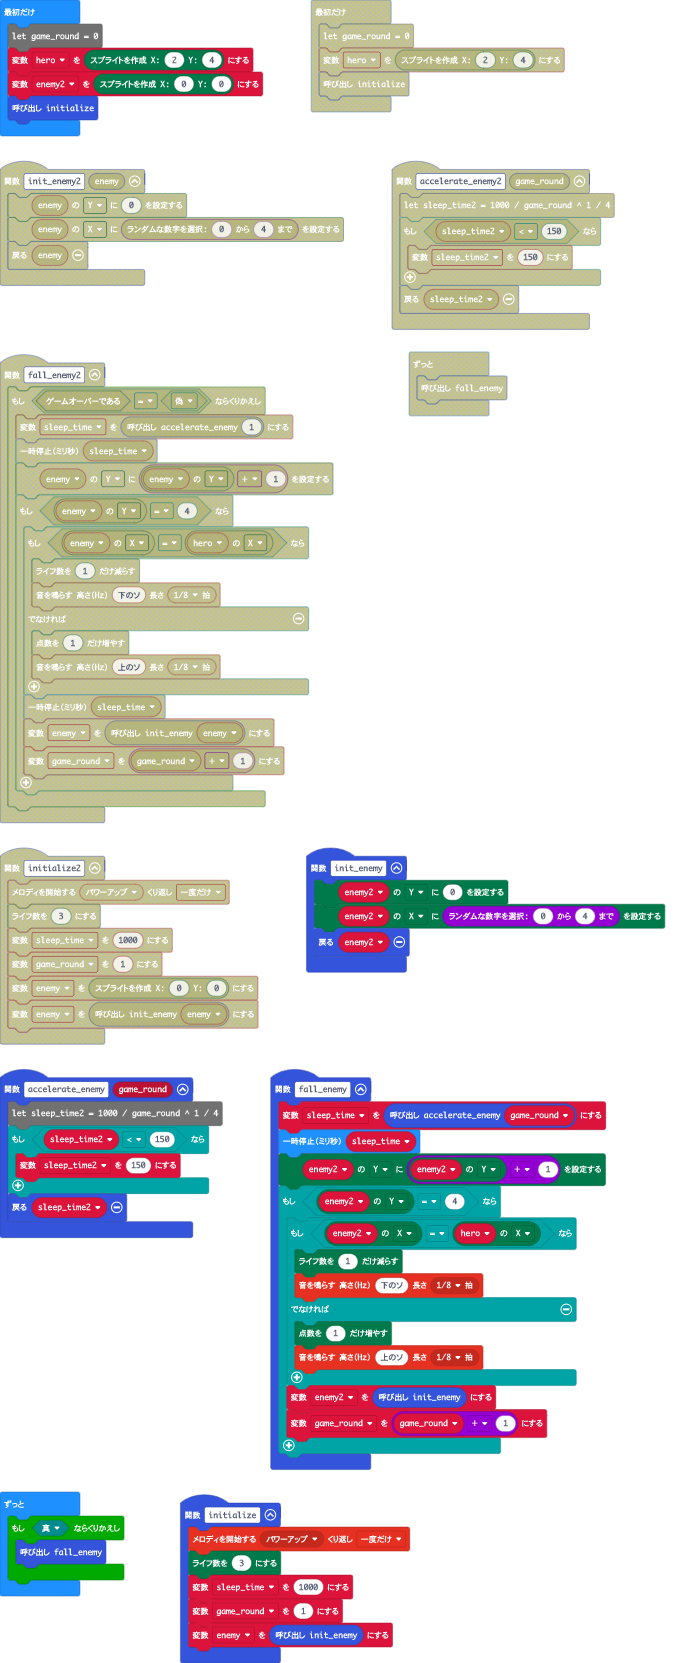 最初だけ
let game_round = 0
変数 hero を スプライトを作成 X: 2 Y: 4 にする
変数 enemy2 を スプライトを作成 X: 0 Y: 0 にする
呼び出し initialize
最初だけ
let game_round = 0
変数 hero を スプライトを作成 X: 2 Y: 4 にする
呼び出し initialize
関数 init_enemy2 enemy
enemy の Y に 0 を設定する
enemy の X に ランダムな数字を選択: 0 から 4 まで を設定する
戻る enemy
関数 accelerate_enemy2 game_round
let sleep_time2 = 1000 / game_round ^ 1 / 4
もし sleep_time2 < 150 なら
変数 sleep_time2 を 150 にする
戻る sleep_time2
関数 fall_enemy2
もし ゲームオーバーである = 偽 ならくりかえし
変数 sleep_time を 呼び出し accelerate_enemy 1 にする
一時停止(ミリ秒) sleep_time
enemy の Y に enemy の Y + 1 を設定する
もし enemy の Y = 4 なら
もし enemy の X = hero の X なら
ライフ数を 1 だけ減らす
音を鳴らす 高さ(Hz) 下のソ 長さ 1/8 拍
でなければ
点数を 1 だけ増やす
音を鳴らす 高さ(Hz) 上のソ 長さ 1/8 拍
一時停止(ミリ秒) sleep_time
変数 enemy を 呼び出し init_enemy enemy にする
変数 game_round を game_round + 1 にする
ずっと
呼び出し fall_enemy
関数 initialize2
メロディを開始する パワーアップ くり返し 一度だけ
ライフ数を 3 にする
変数 sleep_time を 1000 にする
変数 game_round を 1 にする
変数 enemy を スプライトを作成 X: 0 Y: 0 にする
変数 enemy を 呼び出し init_enemy enemy にする
関数 init_enemy
enemy2 の Y に 0 を設定する
enemy2 の X に ランダムな数字を選択: 0 から 4 まで を設定する
戻る enemy2
関数 accelerate_enemy game_round
let sleep_time2 = 1000 / game_round ^ 1 / 4
もし sleep_time2 < 150 なら
変数 sleep_time2 を 150 にする
戻る sleep_time2
関数 fall_enemy
変数 sleep_time を 呼び出し accelerate_enemy game_round にする
一時停止(ミリ秒) sleep_time
enemy2 の Y に enemy2 の Y + 1 を設定する
もし enemy2 の Y = 4 なら
もし enemy2 の X = hero の X なら
ライフ数を 1 だけ減らす
音を鳴らす 高さ(Hz) 下のソ 長さ 1/8 拍
でなければ
点数を 1 だけ増やす
音を鳴らす 高さ(Hz) 上のソ 長さ 1/8 拍
変数 enemy2 を 呼び出し init_enemy にする
変数 game_round を game_round + 1 にする
ずっと
もし 真 ならくりかえし
呼び出し fall_enemy
関数 initialize
メロディを開始する パワーアップ くり返し 一度だけ
ライフ数を 3 にする
変数 sleep_time を 1000 にする
変数 game_round を 1 にする
変数 enemy を 呼び出し init_enemy にする